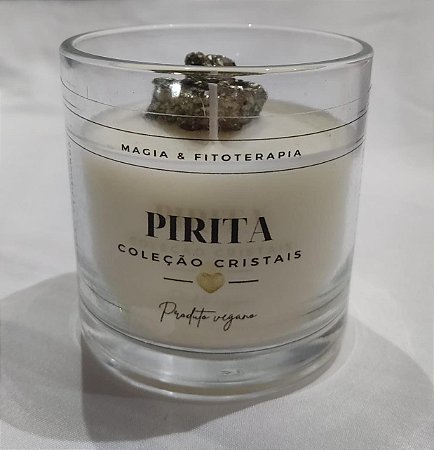 MAGIA & FITOTERAPIA
PIRITA
COLEÇÃO CRISTAIS
Produto vegano